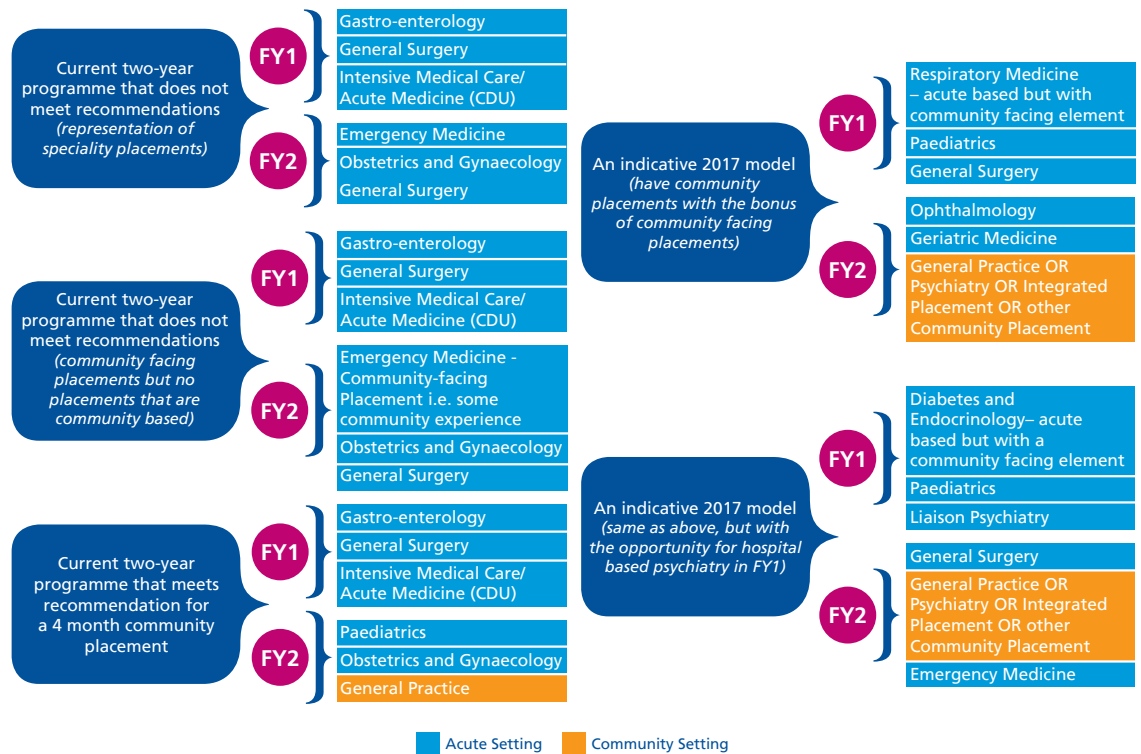 Current two-year
programme that does not
meet recommendations
(representation of
speciality placements)
FY1
Gastro-enterology
General Surgery
Intensive Medical Care/
Acute Medicine (CDU)
FY2
Emergency Medicine
Obstetrics and Gynaecology
General Surgery
Current two-year
programme that does not
meet recommendations
(community facing
placements but no
placements that are
community based)
FY1
Gastro-enterology
General Surgery
Intensive Medical Care/
Acute Medicine (CDU)
FY2
Emergency Medicine -
Community-facing
Placement i.e. some
community experience
Obstetrics and Gynaecology
General Surgery
Current two-year
programme that meets
recommendation for
a 4 month community
placement
FY1
Gastro-enterology
General Surgery
Intensive Medical Care/
Acute Medicine (CDU)
FY2
Paediatrics
Obstetrics and Gynaecology
General Practice
An indicative 2017 model
(have community
placements with the bonus
of community facing
placements)
FY1
Respiratory Medicine
– acute based but with
community facing element
Paediatrics
General Surgery
FY2
Ophthalmology
Geriatric Medicine
General Practice OR
Psychiatry OR Integrated
Placement OR other
Community Placement
An indicative 2017 model
(same as above, but with
the opportunity for hospital
based psychiatry in FY1)
FY1
Diabetes and
Endocrinology– acute
based but with a
community facing element
Paediatrics
Liaison Psychiatry
FY2
General Surgery
General Practice OR
Psychiatry OR Integrated
Placement OR other
Community Placement
Emergency Medicine
Acute Setting
Community Setting